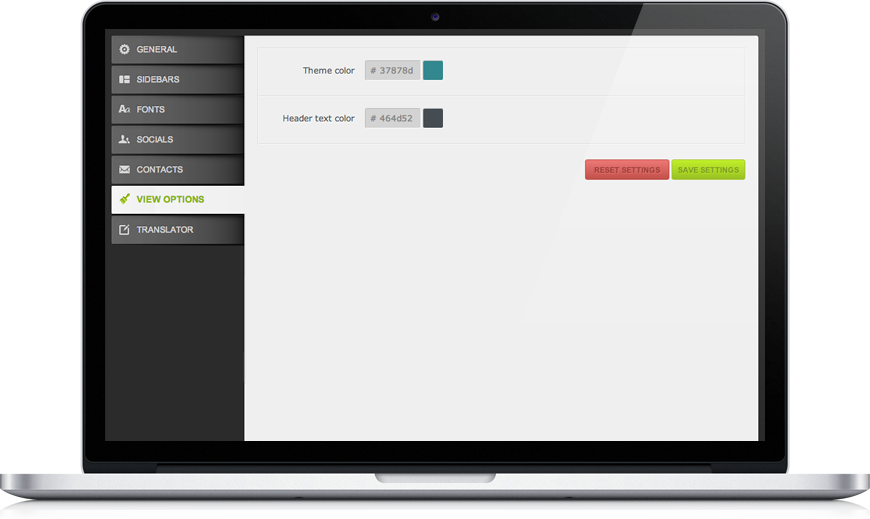 GENERAL
SIDEBARS
FONTS
SOCIALS
CONTACTS
VIEW OPTIONS
TRANSLATOR
Theme color # 37878d
Header text color # 464d52
RESET SETTINGS SAVE SETTINGS